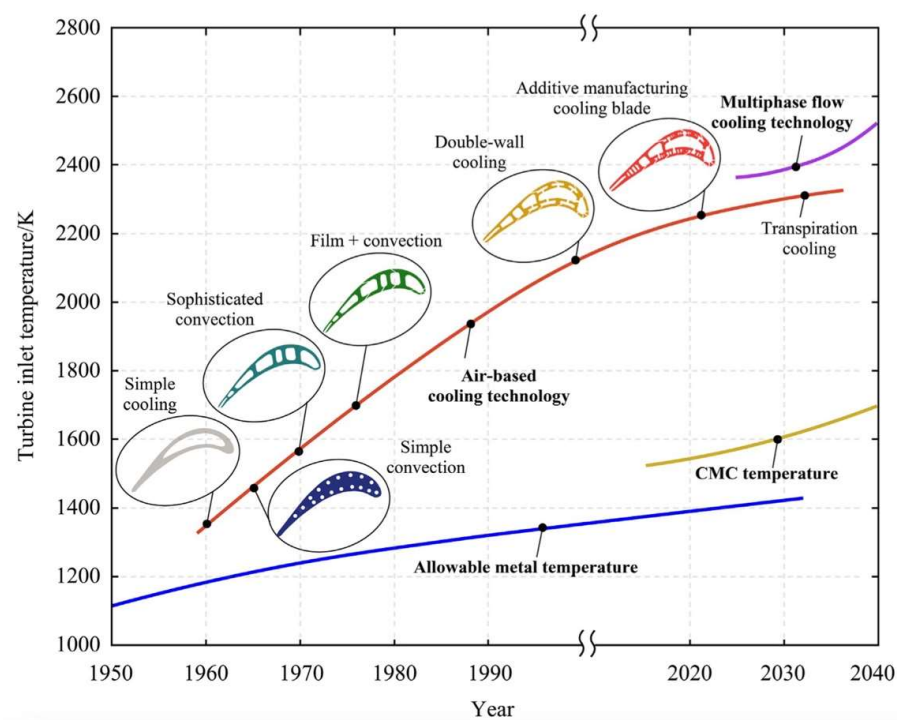 2800
2600
2400
2200
2000
1800
1600
1400
1200
1000
Turbine inlet temperature/K
Additive manufacturing
cooling blade
Multiphase flow
cooling technology
Double-wall
cooling
Transpiration
cooling
Film + convection
Sophisticated
convection
Simple
cooling
Air-based
cooling technology
Simple
convection
CMC temperature
Allowable metal temperature
1950 1960 1970 1980 1990 2020 2030 2040
Year